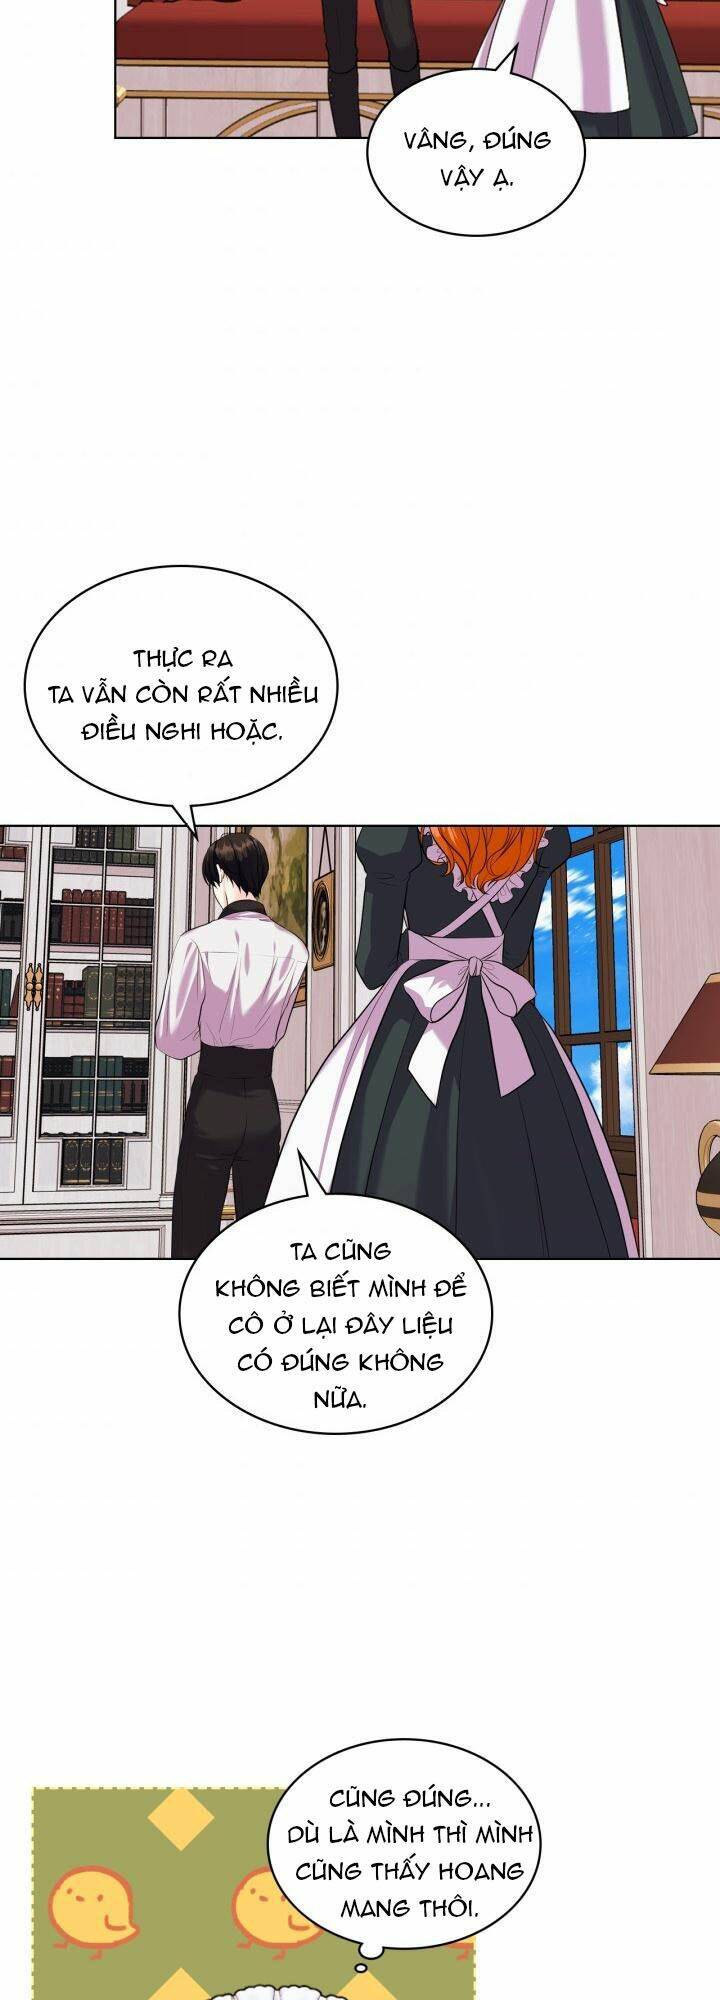 VÂNG, ĐÚNG
VẬY Ạ.
THỰC RA
TA VẪN CÒN RẤT NHIỀU
ĐIỀU NGHI HOẶC.
TA CŨNG
KHÔNG BIẾT MÌNH ĐỂ
CÔ Ở LẠI ĐÂY LIỆU
CÓ ĐÚNG KHÔNG
NỮA.
CŨNG ĐÚNG...
DÙ LÀ MÌNH THÌ MÌNH
CŨNG THẤY HOANG
MANG THÔI.